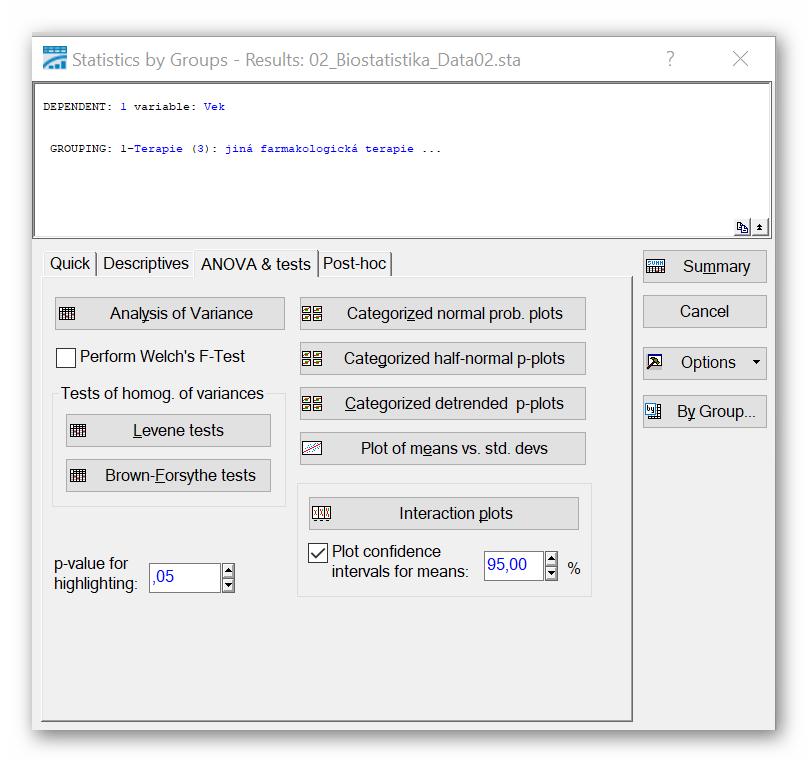 Statistics by Groups - Results: 02_Biostatistika_Data02.sta
?
DEPENDENT: 1 variable: Vek
GROUPING: 1-Terapie (3): jiná farmakologická terapie ...
Quick
Descriptives
ANOVA & tests
Post-hoc
Analysis of Variance
Perform Welch's F-Test
Tests of homog. of variances
Levene tests
Brown-Forsythe tests
p-value for
highlighting:
,05
Categorized normal prob. plots
Categorized half-normal p-plots
Categorized detrended p-plots
Plot of means vs. std. devs
Interaction plots
Plot confidence
intervals for means:
95,00
%
Summary
Cancel
Options
By Group...